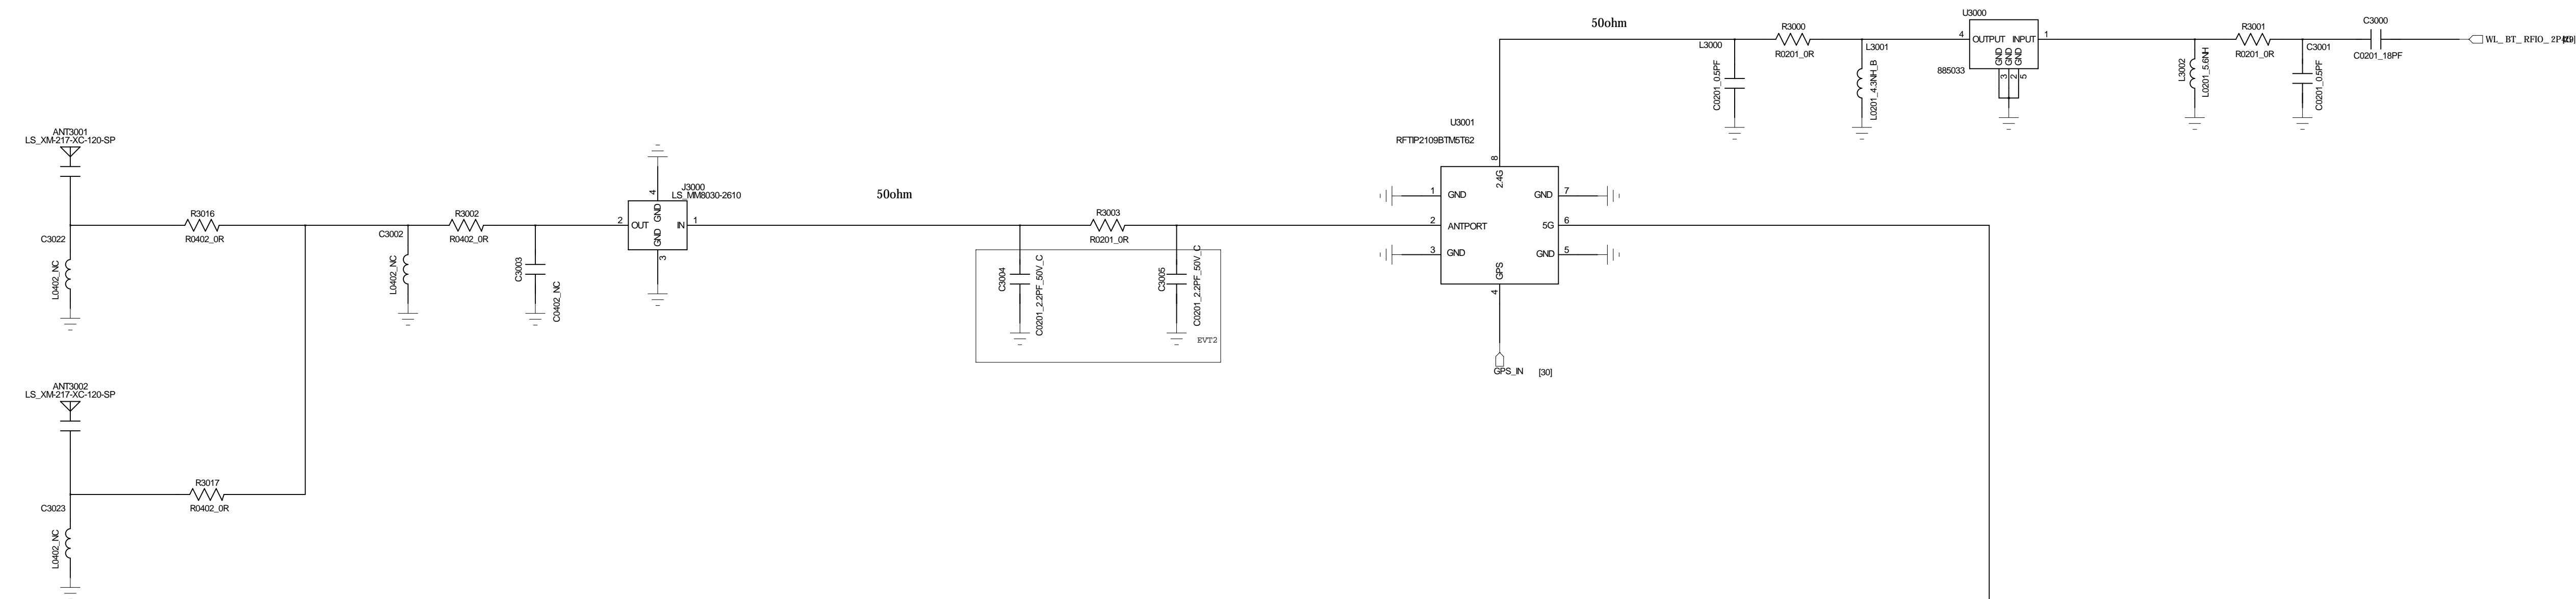 50ohm
R3000
R0201_0R
L3000
C0201_0.5PF
L3001
L0201_4.3NH_B
U3000
4
OUTPUT
INPUT
1
GND
GND
GND
3
2
5
885033
L3002
L0201_5.6NH
R3001
R0201_0R
C3001
C0201_0.5PF
C3000
C0201_18PF
ANT3001
LS_XM-217-XC-120-SP
R3016
R0402_0R
C3022
L0402_NC
C3002
L0402_NC
R3002
R0402_0R
C3003
C0402_NC
J3000
LS_MM8030-2610
4
GND
2
OUT
IN
1
GND
3
50ohm
R3003
R0201_0R
C3004
C0201_2.2PF_50V_C
C3005
C0201_2.2PF_50V_C
EVT2
U3001
RFTIP2109BTM5T62
8
2.4G
1
GND
GND
7
2
ANTPORT
5G
6
3
GND
GND
5
GPS
4
GPS_IN
[30]
ANT3002
LS_XM-217-XC-120-SP
R3017
R0402_0R
C3023
L0402_NC